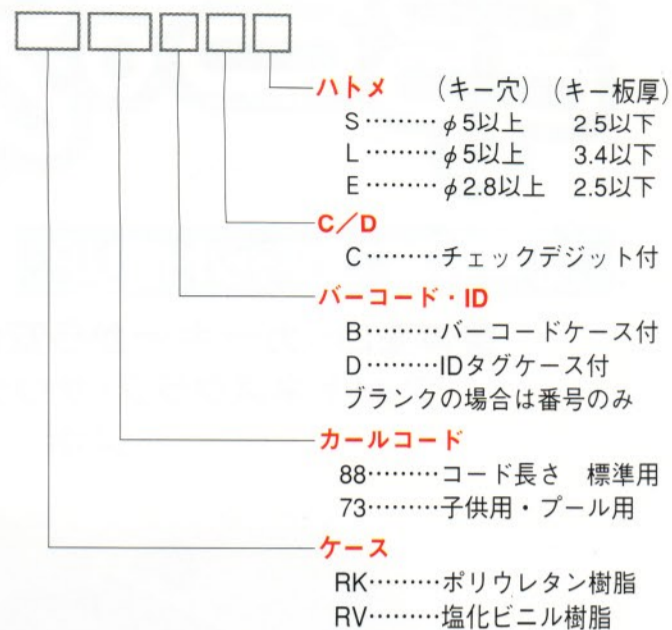 ハトメ （キー穴）（キー板厚）
S………φ5以上 2.5以下
L………φ5以上 3.4以下
E………φ2.8以上 2.5以下
C／D
C………チェックデジット付
バーコード・ID
B………バーコードケース付
D………IDタグケース付
ブランクの場合は番号のみ
カールコード
88………コード長さ 標準用
73………子供用・プール用
ケース
RK………ポリウレタン樹脂
RV………塩化ビニル樹脂